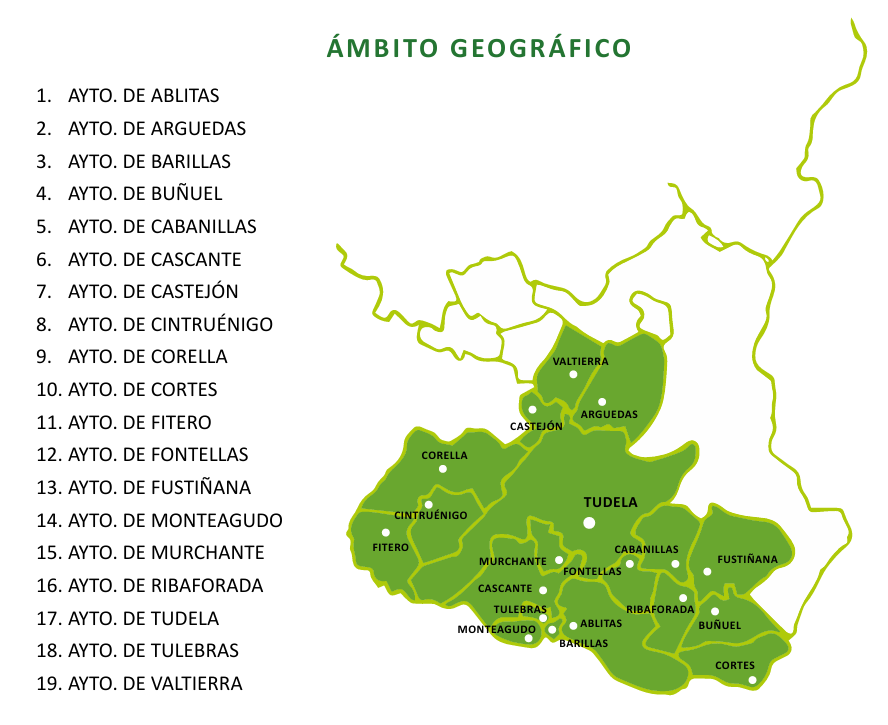 ÁMBITO GEOGRÁFICO
1. AYTO. DE ABLITAS
2. AYTO. DE ARGUEDAS
3. AYTO. DE BARILLAS
4. AYTO. DE BUÑUEL
5. AYTO. DE CABANILLAS
6. AYTO. DE CASCANTE
7. AYTO. DE CASTEJÓN
8. AYTO. DE CINTRUÉNIGO
9. AYTO. DE CORELLA
10. AYTO. DE CORTES
11. AYTO. DE FITERO
12. AYTO. DE FONTELLAS
13. AYTO. DE FUSTIÑANA
14. AYTO. DE MONTEAGUDO
15. AYTO. DE MURCHANTE
16. AYTO. DE RIBAFORADA
17. AYTO. DE TUDELA
18. AYTO. DE TULEBRAS
19. AYTO. DE VALTIERRA
VALTIERRA
ARGUEDAS
CASTEJÓN
CORELLA
TUDELA
CINTRUÉNIGO
FITERO
CABANILLAS
FUSTIÑANA
MURCHANTE
FONTELLAS
CASCANTE
TULEBRAS
RIBAFORADA
ABLITAS
BUÑUEL
MONTEAGUDO
BARILLAS
CORTES